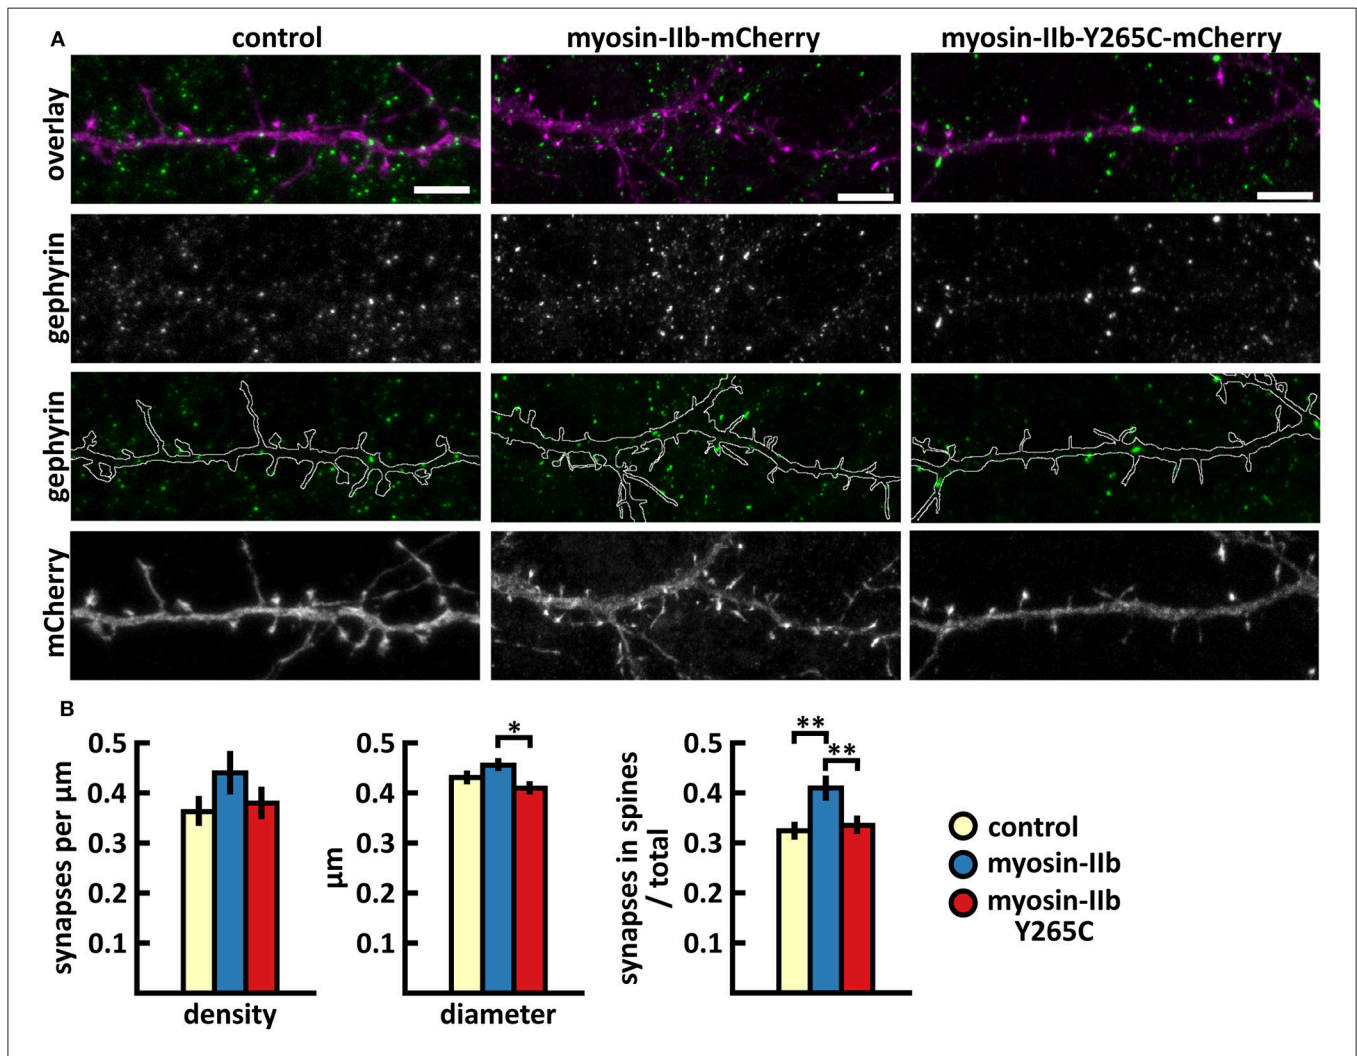 A
control
myosin-IIb-mCherry
myosin-IIb-Y265C-mCherry
overlay
gephyrin
gephyrin
mCherry
B
synapses per µm
0.5
0.4
0.3
0.2
0.1
density
µm
0.5
0.4
0.3
0.2
0.1
*
diameter
synapses in spines
/ total
0.5
0.4
0.3
0.2
0.1
**
**
control
myosin-IIb
myosin-IIb
Y265C